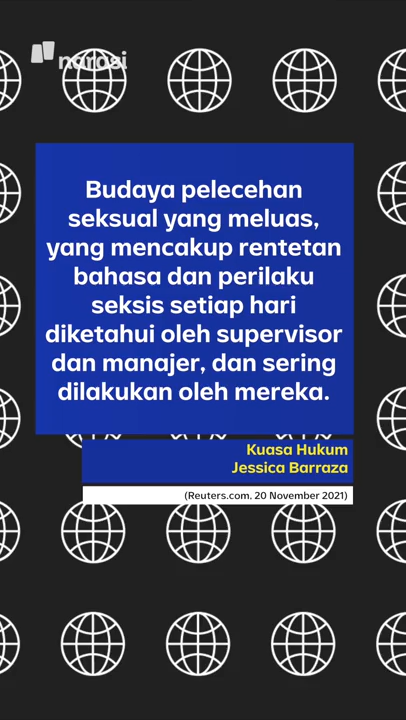 narasi
Budaya pelecehan
seksual yang meluas,
yang mencakup rentetan
bahasa dan perilaku
seksis setiap hari
diketahui oleh supervisor
dan manajer, dan sering
dilakukan oleh mereka.
Kuasa Hukum
Jessica Barraza
(Reuters.com, 20 November 2021)